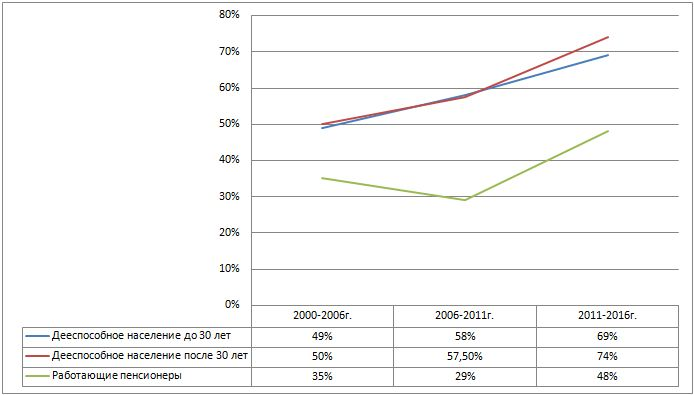 80%
70%
60%
50%
40%
30%
20%
10%
0%
2000-2006г. 2006-2011г. 2011-2016г.
Дееспособное население до 30 лет 49% 58% 69%
Дееспособное население после 30 лет 50% 57,50% 74%
Работающие пенсионеры 35% 29% 48%